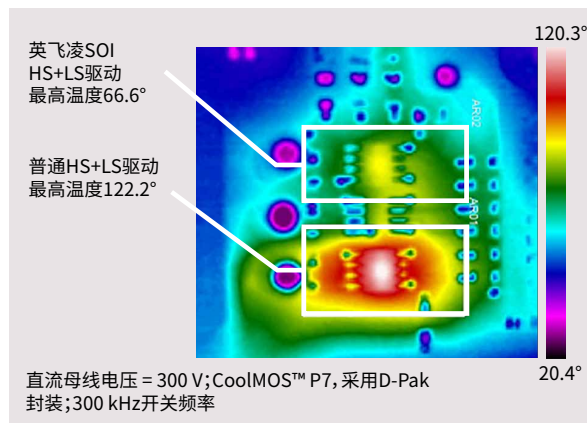 英飞凌SOI
HS+LS驱动
最高温度66.6°
普通HS+LS驱动
最高温度122.2°
120.3°
AR02
AR01
20.4°
直流母线电压 = 300 V;CoolMOS™ P7,采用D-Pak
封装;300 kHz开关频率